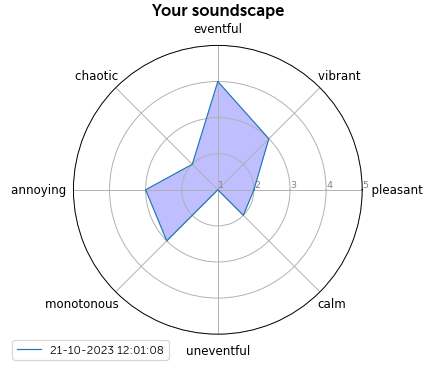 Your soundscape
eventful
chaotic
vibrant
annoying
1 2 3 4 5
pleasant
monotonous
calm
uneventful
21-10-2023 12:01:08